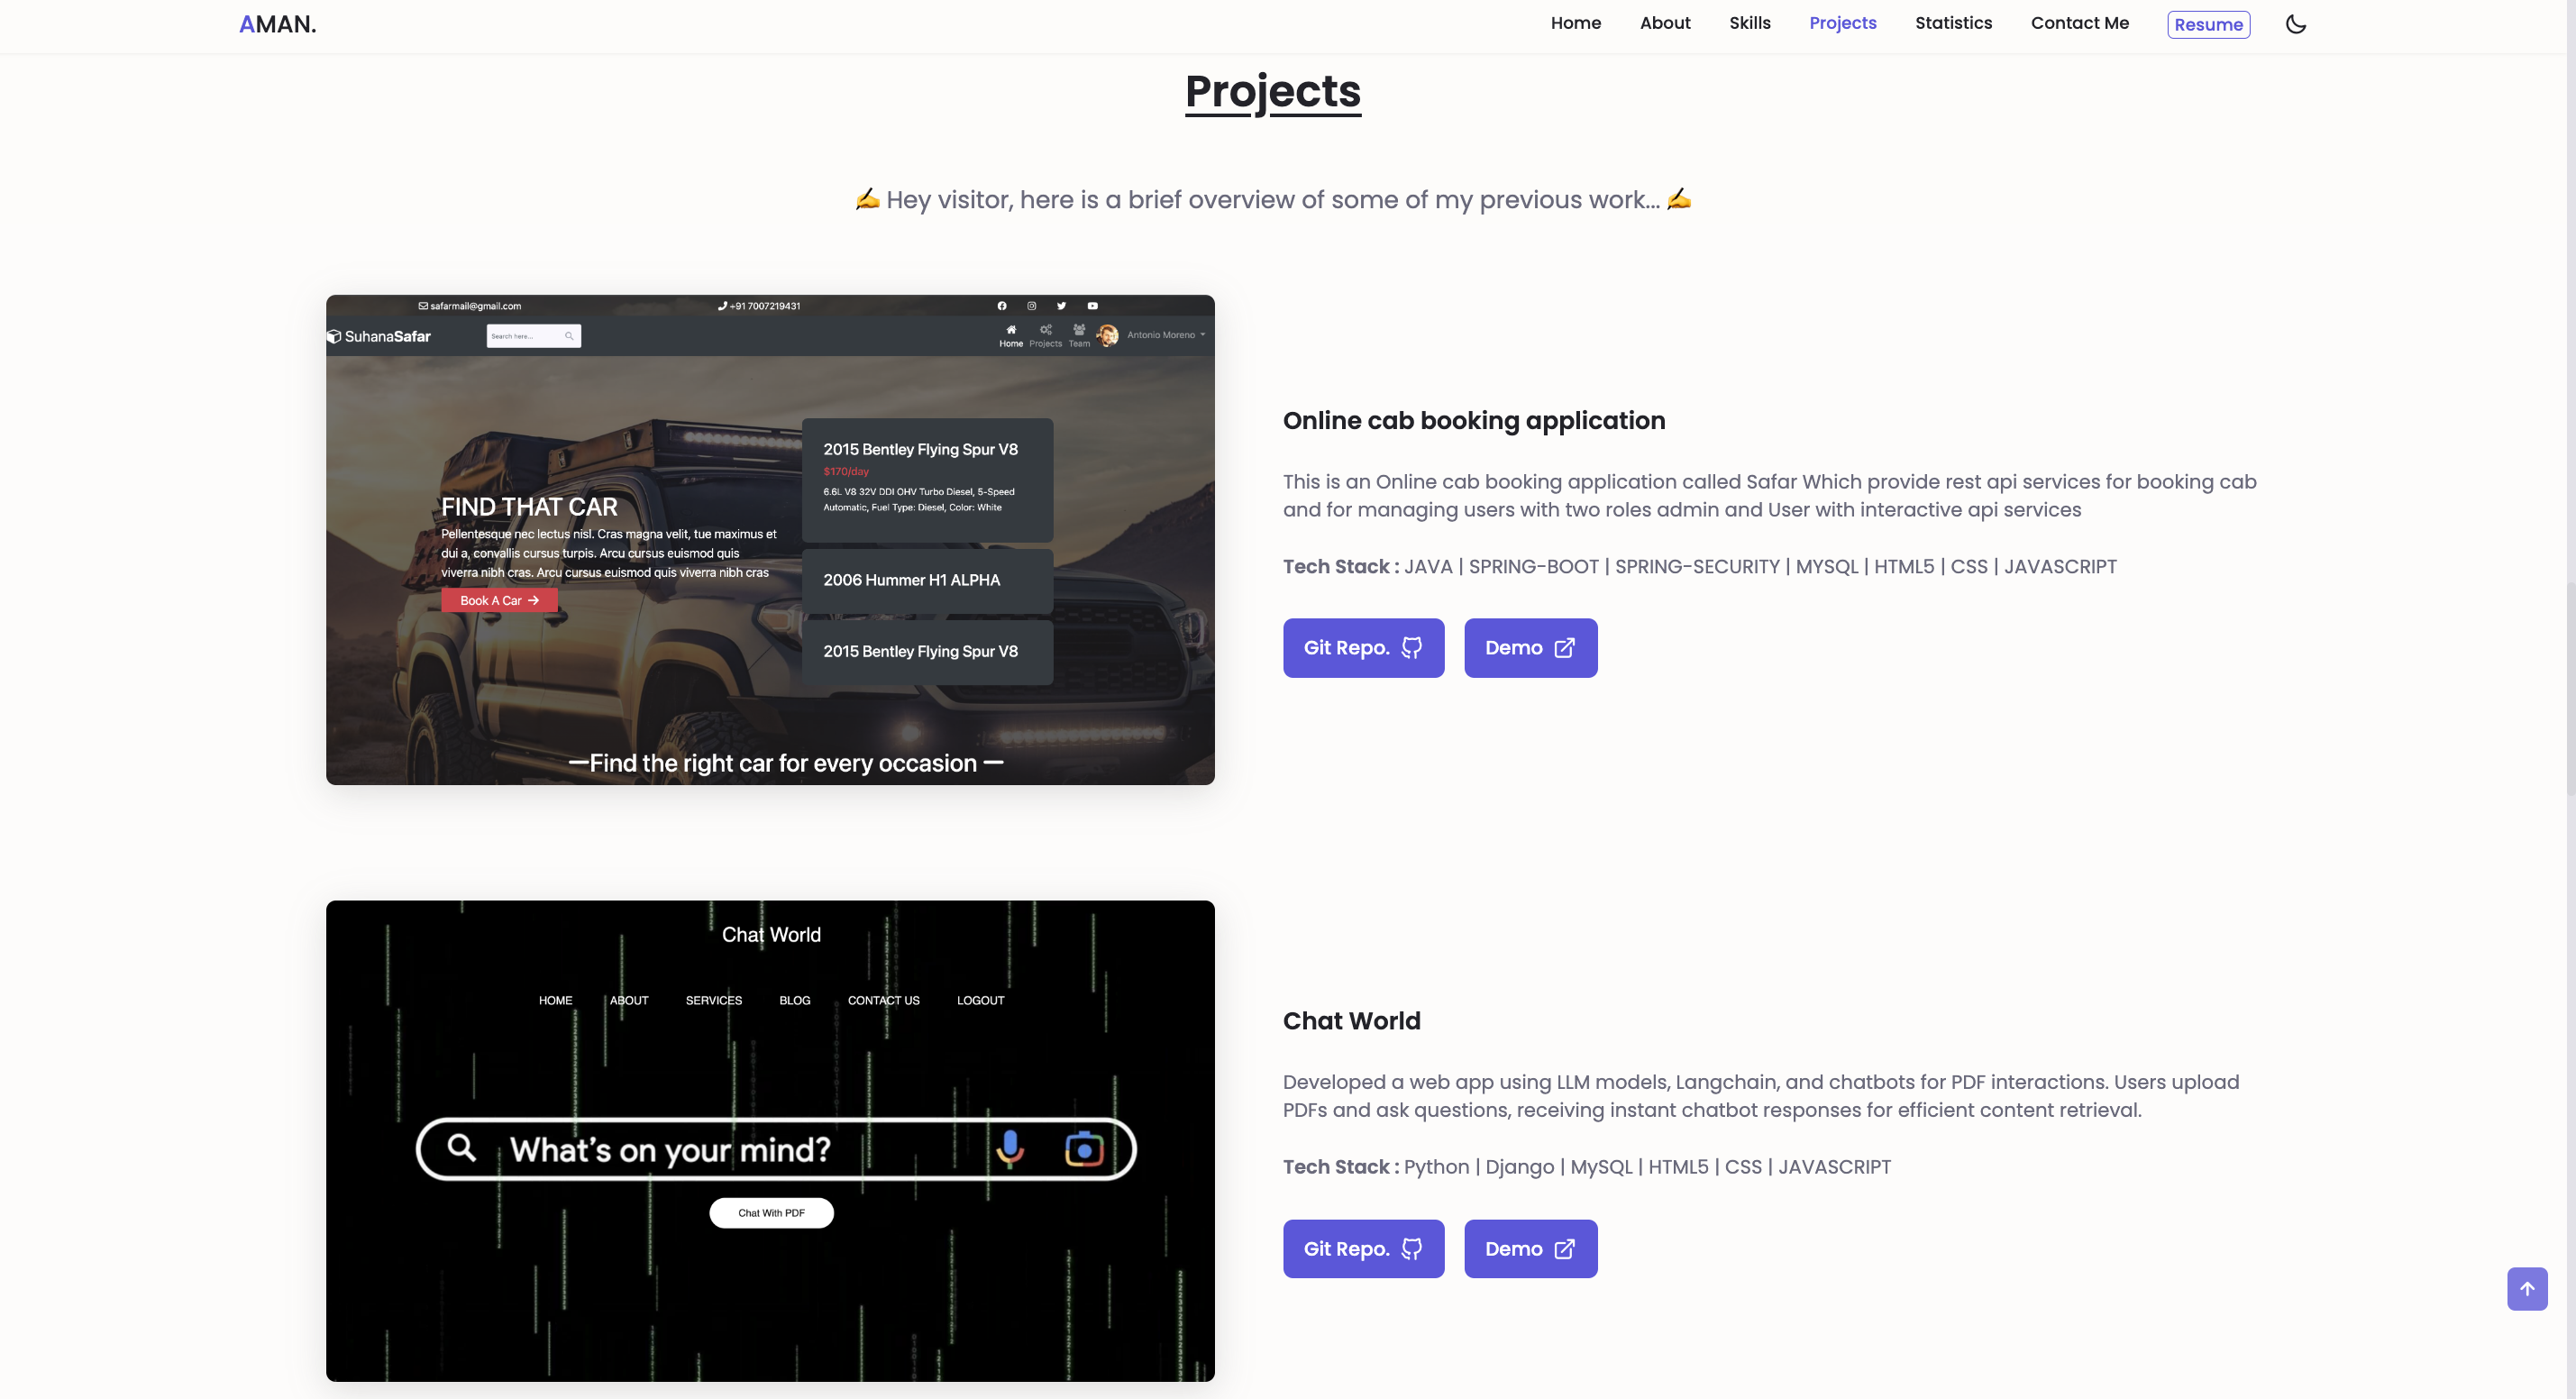 AMAN.
Home About Skills Projects Statistics Contact Me Resume
Projects
✍️ Hey visitor, here is a brief overview of some of my previous work... ✍️
safarmail@gmail.com +91 7007219431
SuhanaSafar Search here... Home Projects Team Antonio Moreno
2015 Bentley Flying Spur V8
$170/day
6.6L V8 32V DDI OHV Turbo Diesel, 5-Speed
Automatic, Fuel Type: Diesel, Color: White
FIND THAT CAR
Pellentesque nec lectus nisl. Cras magna velit, tue maximus et
dui a, convallis cursus turpis. Arcu cursus euismod quis
viverra nibh cras. Arcu cursus euismod quis viverra nibh cras
Book A Car →
2006 Hummer H1 ALPHA
2015 Bentley Flying Spur V8
—Find the right car for every occasion —
Online cab booking application
This is an Online cab booking application called Safar Which provide rest api services for booking cab
and for managing users with two roles admin and User with interactive api services
Tech Stack : JAVA | SPRING-BOOT | SPRING-SECURITY | MYSQL | HTML5 | CSS | JAVASCRIPT
Git Repo. Demo
Chat World
HOME ABOUT SERVICES BLOG CONTACT US LOGOUT
What's on your mind?
Chat With PDF
Chat World
Developed a web app using LLM models, Langchain, and chatbots for PDF interactions. Users upload
PDFs and ask questions, receiving instant chatbot responses for efficient content retrieval.
Tech Stack : Python | Django | MySQL | HTML5 | CSS | JAVASCRIPT
Git Repo. Demo